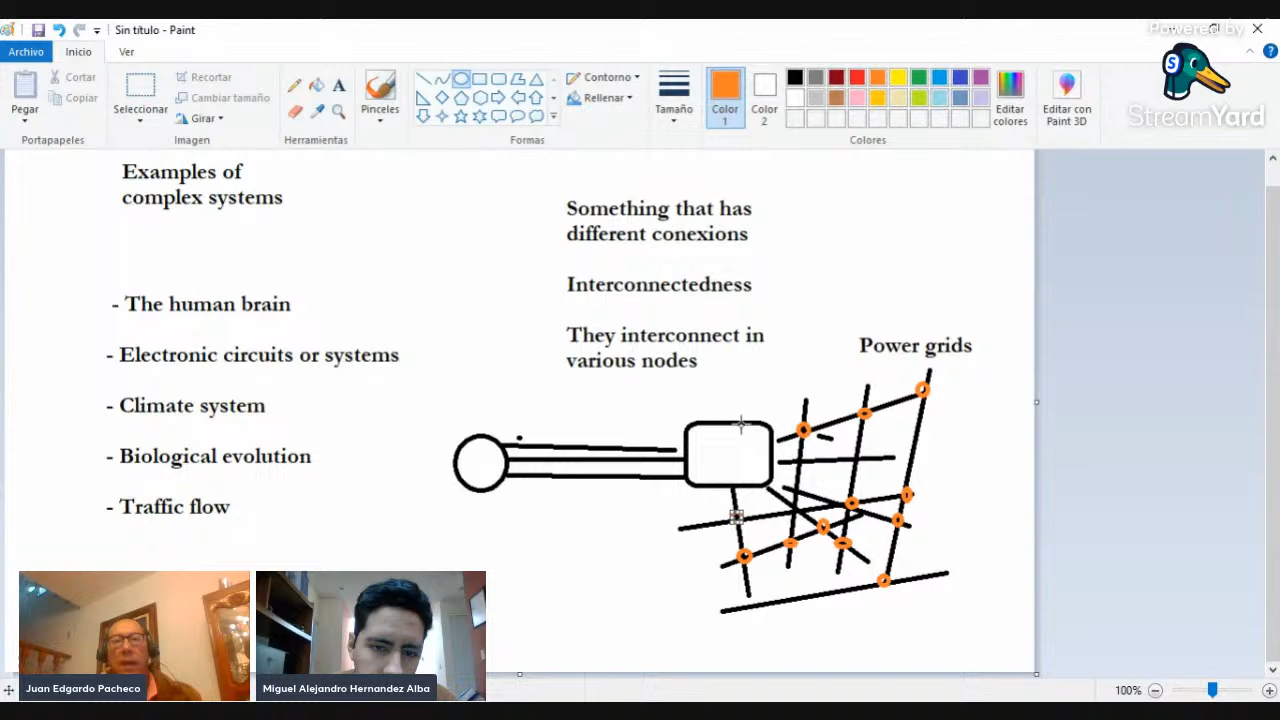 Sin título - Paint
Powered by
Archivo Inicio Ver
Pegar
Cortar
Copiar
Portapapeles
Seleccionar
Recortar
Cambiar tamaño
Girar
Imagen
A
Herramientas
Pinceles
Contorno
Rellenar
Formas
Tamaño
Color
1
Color
2
Editar
colores
Colores
Editar con
Paint 3D
S
StreamYard
Examples of
complex systems
- The human brain
- Electronic circuits or systems
- Climate system
- Biological evolution
- Traffic flow
Something that has
different conexions
Interconnectedness
They interconnect in
various nodes
Power grids
Juan Edgardo Pacheco
Miguel Alejandro Hernandez Alba
100%